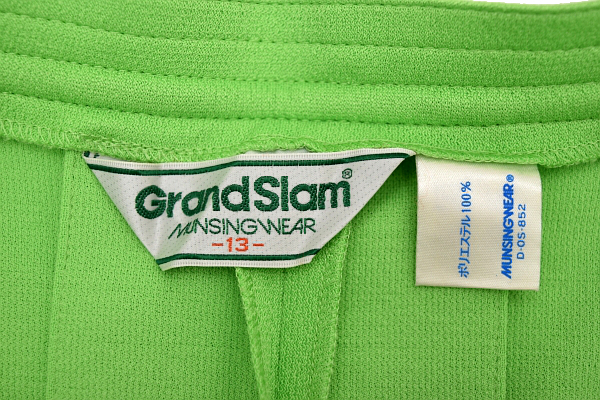 GrandSlam®
MUNSINGWEAR
-13-
ポリエステル100%
MUNSINGWEAR®
D-OS-852